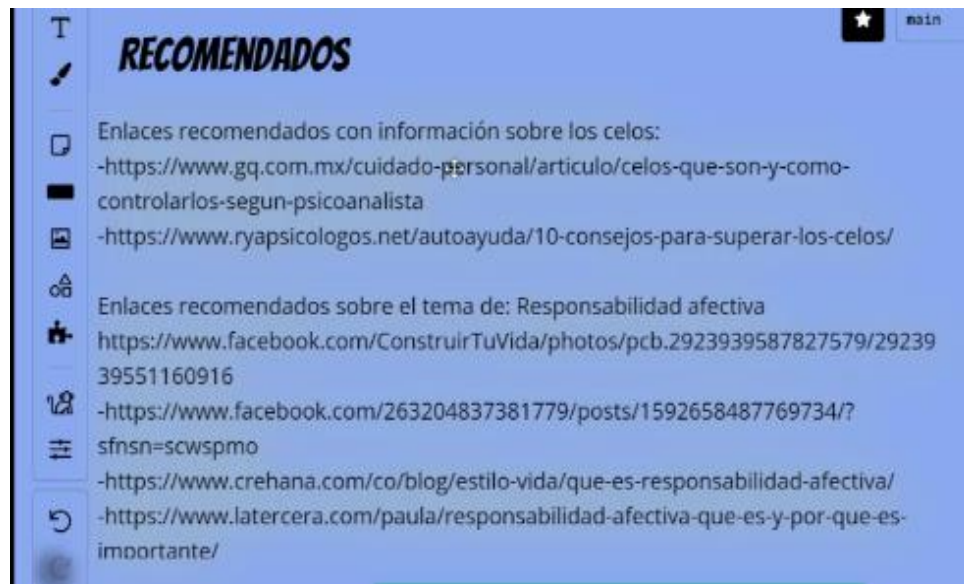 T
main
RECOMENDADOS
Enlaces recomendados con información sobre los celos:
-https://www.gq.com.mx/cuidado-personal/articulo/celos-que-son-y-como-
controlarlos-segun-psicoanalista
-https://www.ryapsicologos.net/autoayuda/10-consejos-para-superar-los-celos/
Enlaces recomendados sobre el tema de: Responsabilidad afectiva
https://www.facebook.com/ConstruirTuVida/photos/pcb.2923939587827579/29239
39551160916
-https://www.facebook.com/263204837381779/posts/1592658487769734/?
sfnsn=scwspmo
-https://www.crehana.com/co/blog/estilo-vida/que-es-responsabilidad-afectiva/
-https://www.latercera.com/paula/responsabilidad-afectiva-que-es-y-por-que-es-
importante/